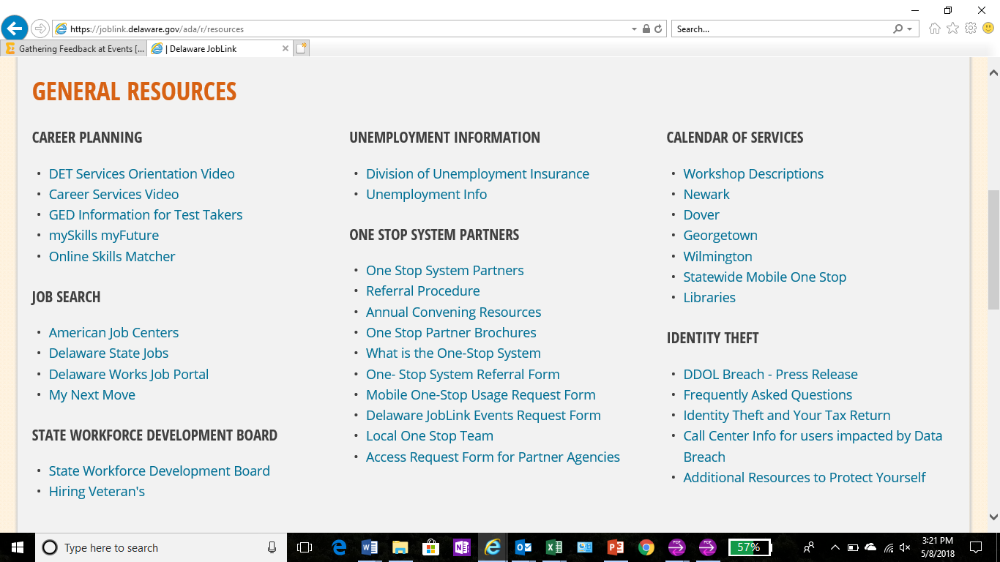 https://joblink.delaware.gov/ada/r/resources
Search...
Gathering Feedback at Events [...
| Delaware JobLink
GENERAL RESOURCES
CAREER PLANNING
• DET Services Orientation Video
• Career Services Video
• GED Information for Test Takers
• mySkills myFuture
• Online Skills Matcher
JOB SEARCH
• American Job Centers
• Delaware State Jobs
• Delaware Works Job Portal
• My Next Move
STATE WORKFORCE DEVELOPMENT BOARD
• State Workforce Development Board
• Hiring Veteran's
UNEMPLOYMENT INFORMATION
• Division of Unemployment Insurance
• Unemployment Info
ONE STOP SYSTEM PARTNERS
• One Stop System Partners
• Referral Procedure
• Annual Convening Resources
• One Stop Partner Brochures
• What is the One-Stop System
• One- Stop System Referral Form
• Mobile One-Stop Usage Request Form
• Delaware JobLink Events Request Form
• Local One Stop Team
• Access Request Form for Partner Agencies
CALENDAR OF SERVICES
• Workshop Descriptions
• Newark
• Dover
• Georgetown
• Wilmington
• Statewide Mobile One Stop
• Libraries
IDENTITY THEFT
• DDOL Breach - Press Release
• Frequently Asked Questions
• Identity Theft and Your Tax Return
• Call Center Info for users impacted by Data
Breach
• Additional Resources to Protect Yourself
Type here to search
57%
3:21 PM
5/8/2018